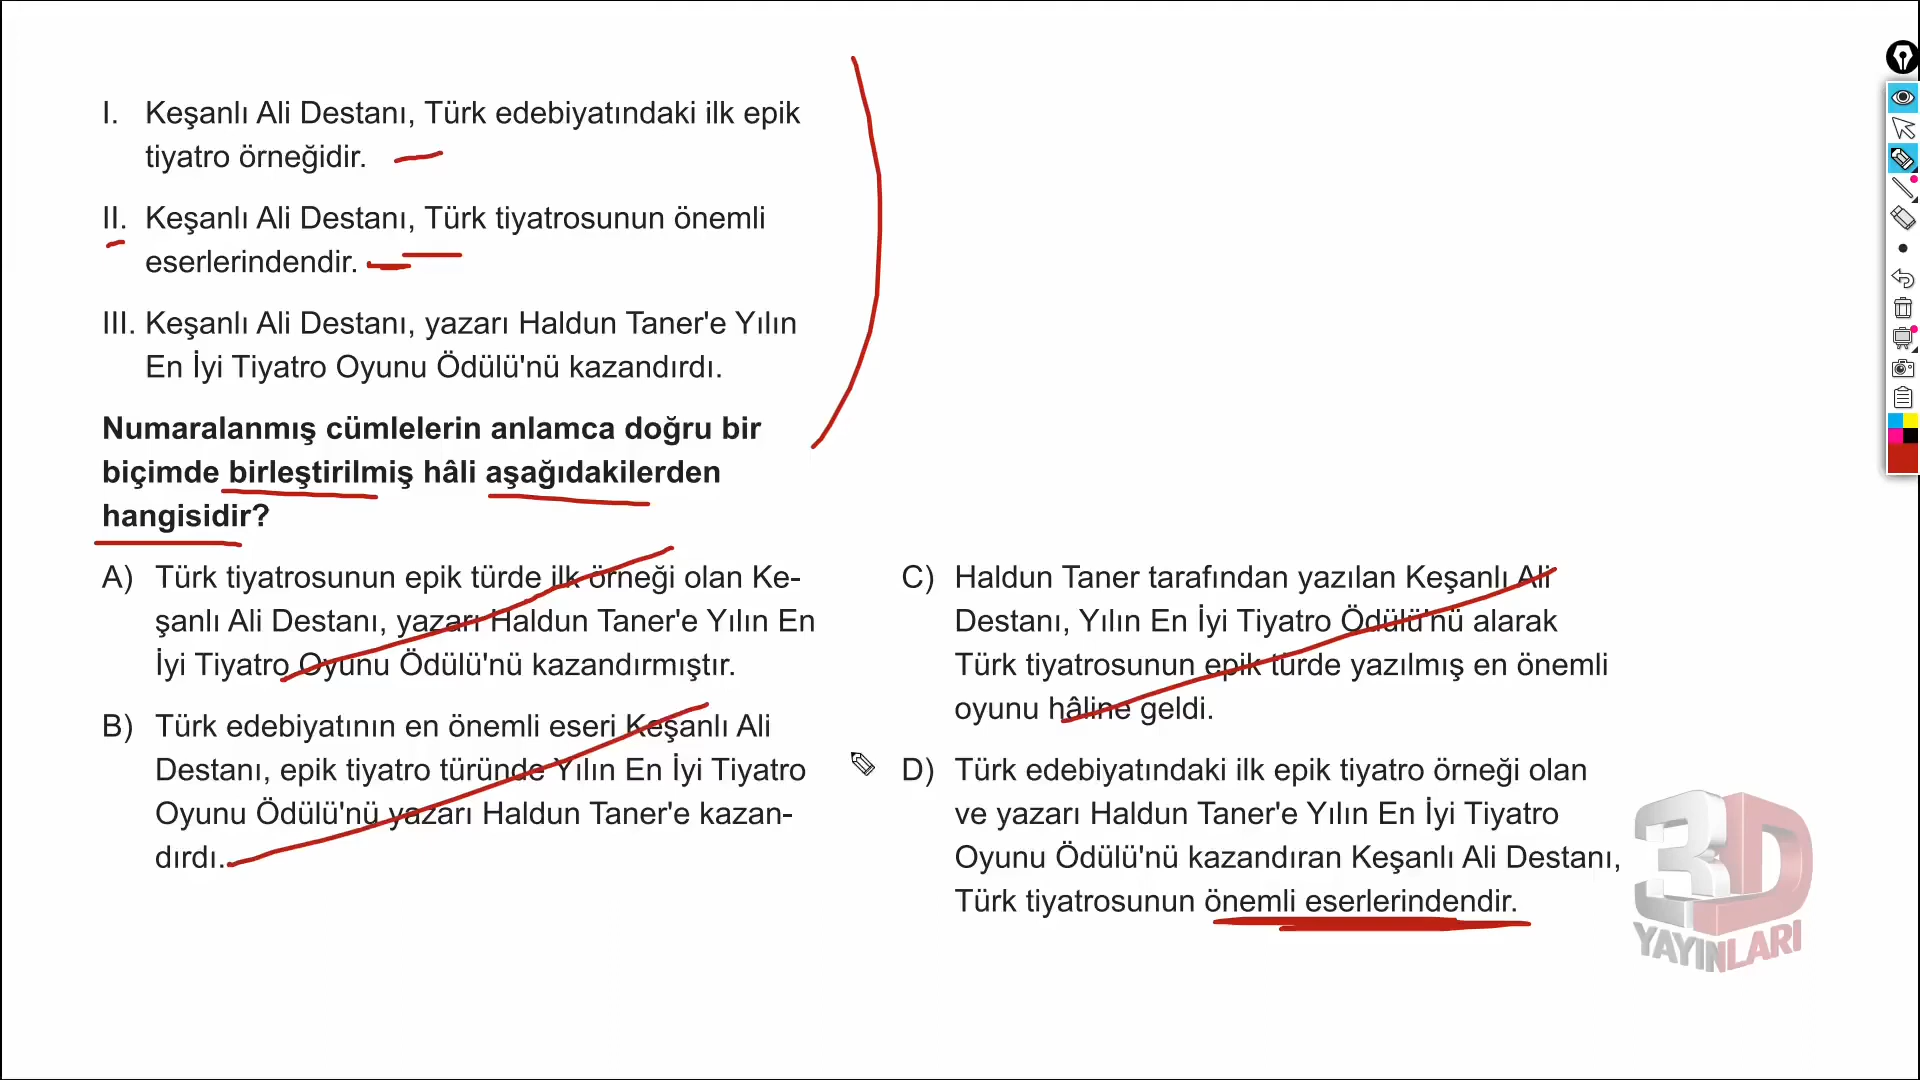 I. Keşanlı Ali Destanı, Türk edebiyatındaki ilk epik
tiyatro örneğidir.
II. Keşanlı Ali Destanı, Türk tiyatrosunun önemli
eserlerindendir.
III. Keşanlı Ali Destanı, yazarı Haldun Taner'e Yılın
En İyi Tiyatro Oyunu Ödülü'nü kazandırdı.
Numaralanmış cümlelerin anlamca doğru bir
biçimde birleştirilmiş hâli aşağıdakilerden
hangisidir?
A) Türk tiyatrosunun epik türde ilk örneği olan Ke-
şanlı Ali Destanı, yazarı Haldun Taner'e Yılın En
İyi Tiyatro Oyunu Ödülü'nü kazandırmıştır.
B) Türk edebiyatının en önemli eseri Keşanlı Ali
Destanı, epik tiyatro türünde Yılın En İyi Tiyatro
Oyunu Ödülü'nü yazarı Haldun Taner'e kazan-
dırdı.
C) Haldun Taner tarafından yazılan Keşanlı Ali
Destanı, Yılın En İyi Tiyatro Ödülü'nü alarak
Türk tiyatrosunun epik türde yazılmış en önemli
oyunu hâline geldi.
D) Türk edebiyatındaki ilk epik tiyatro örneği olan
ve yazarı Haldun Taner'e Yılın En İyi Tiyatro
Oyunu Ödülü'nü kazandıran Keşanlı Ali Destanı,
Türk tiyatrosunun önemli eserlerindendir.
3D
YAYINLARI